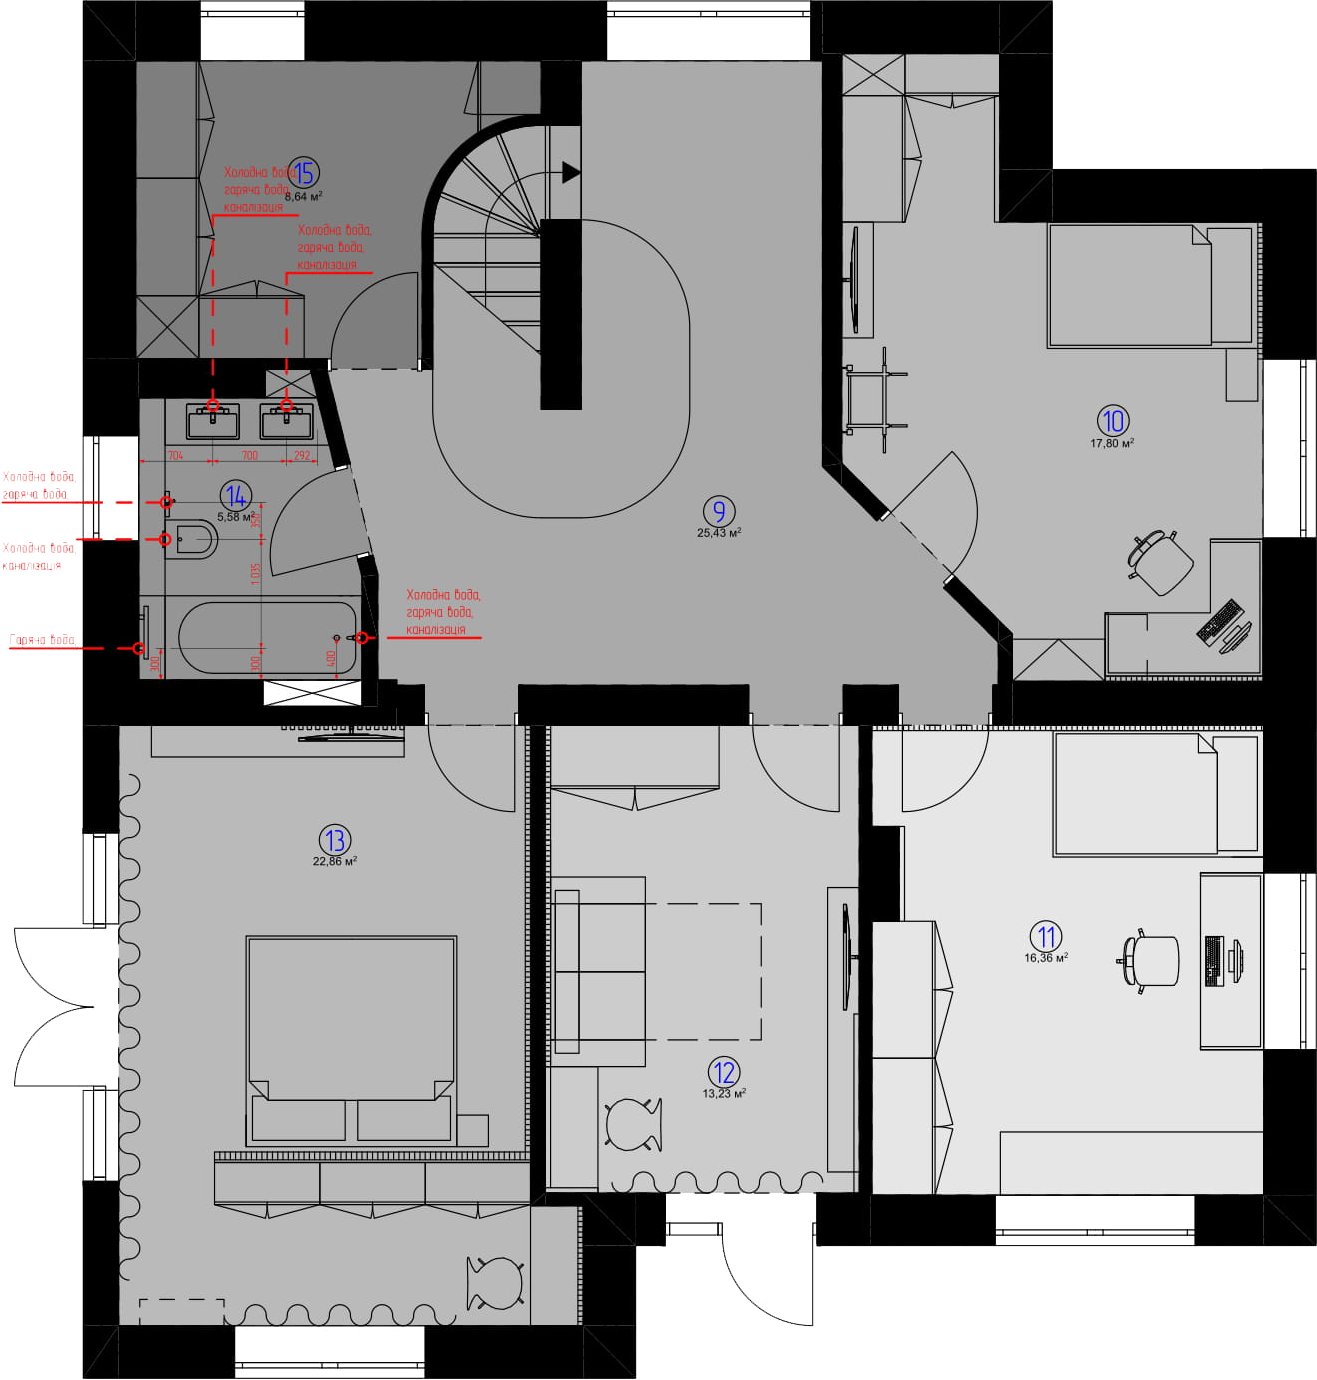 15
8,64 м²
Холодна вода,
гаряча вода,
каналізація
Холодна вода,
гаряча вода,
каналізація
704
700
292
Холодна вода,
гаряча вода,
14
5,58 м²
350
Холодна вода,
каналізація
1 035
Холодна вода,
гаряча вода,
каналізація
Гаряча вода,
300
300
400
9
25,43 м²
10
17,80 м²
13
22,86 м²
12
13,23 м²
11
16,36 м²